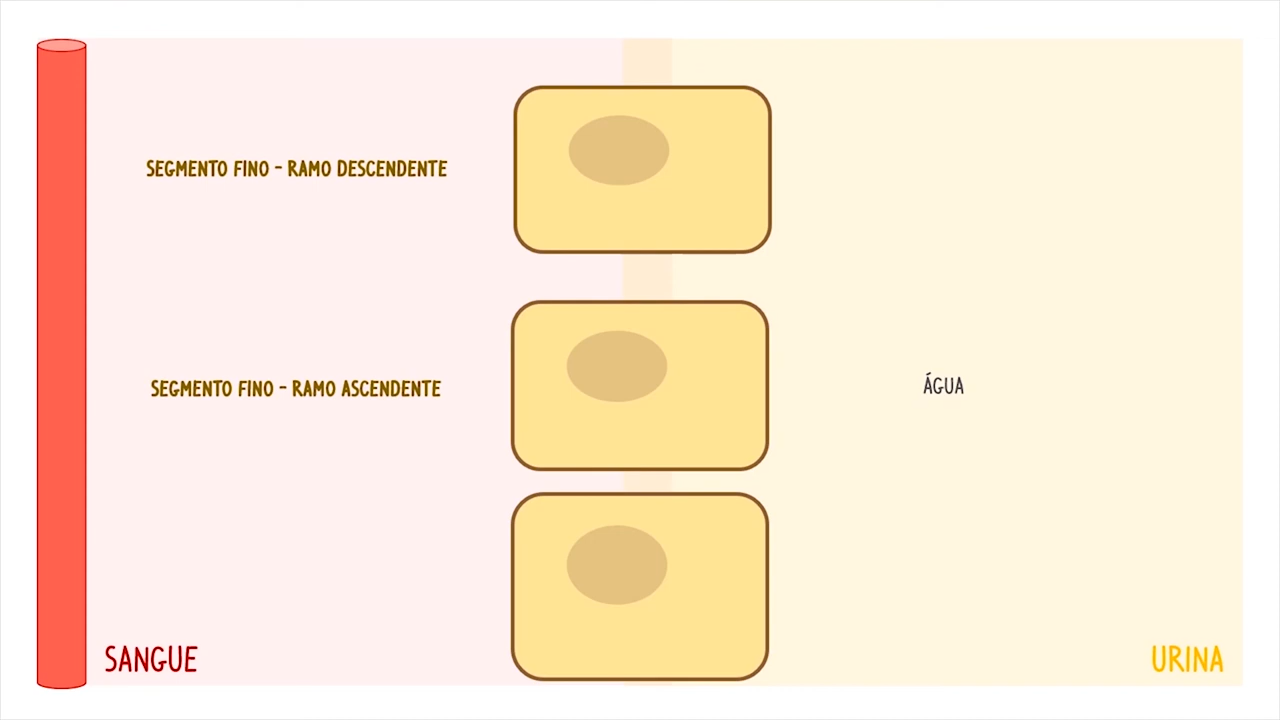 SEGMENTO FINO - RAMO DESCENDENTE
SEGMENTO FINO - RAMO ASCENDENTE
ÁGUA
SANGUE
URINA